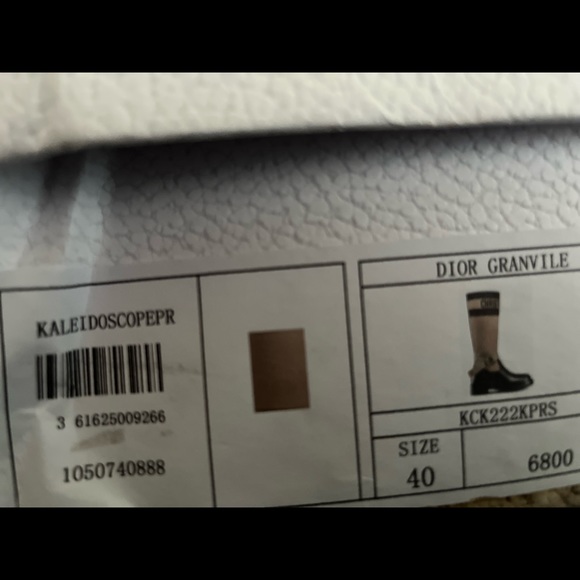 KALEIDOSCOPEPR
3 61625009266
1050740888
DIOR GRANVILE
KCK222KPRS
SIZE
40
6800